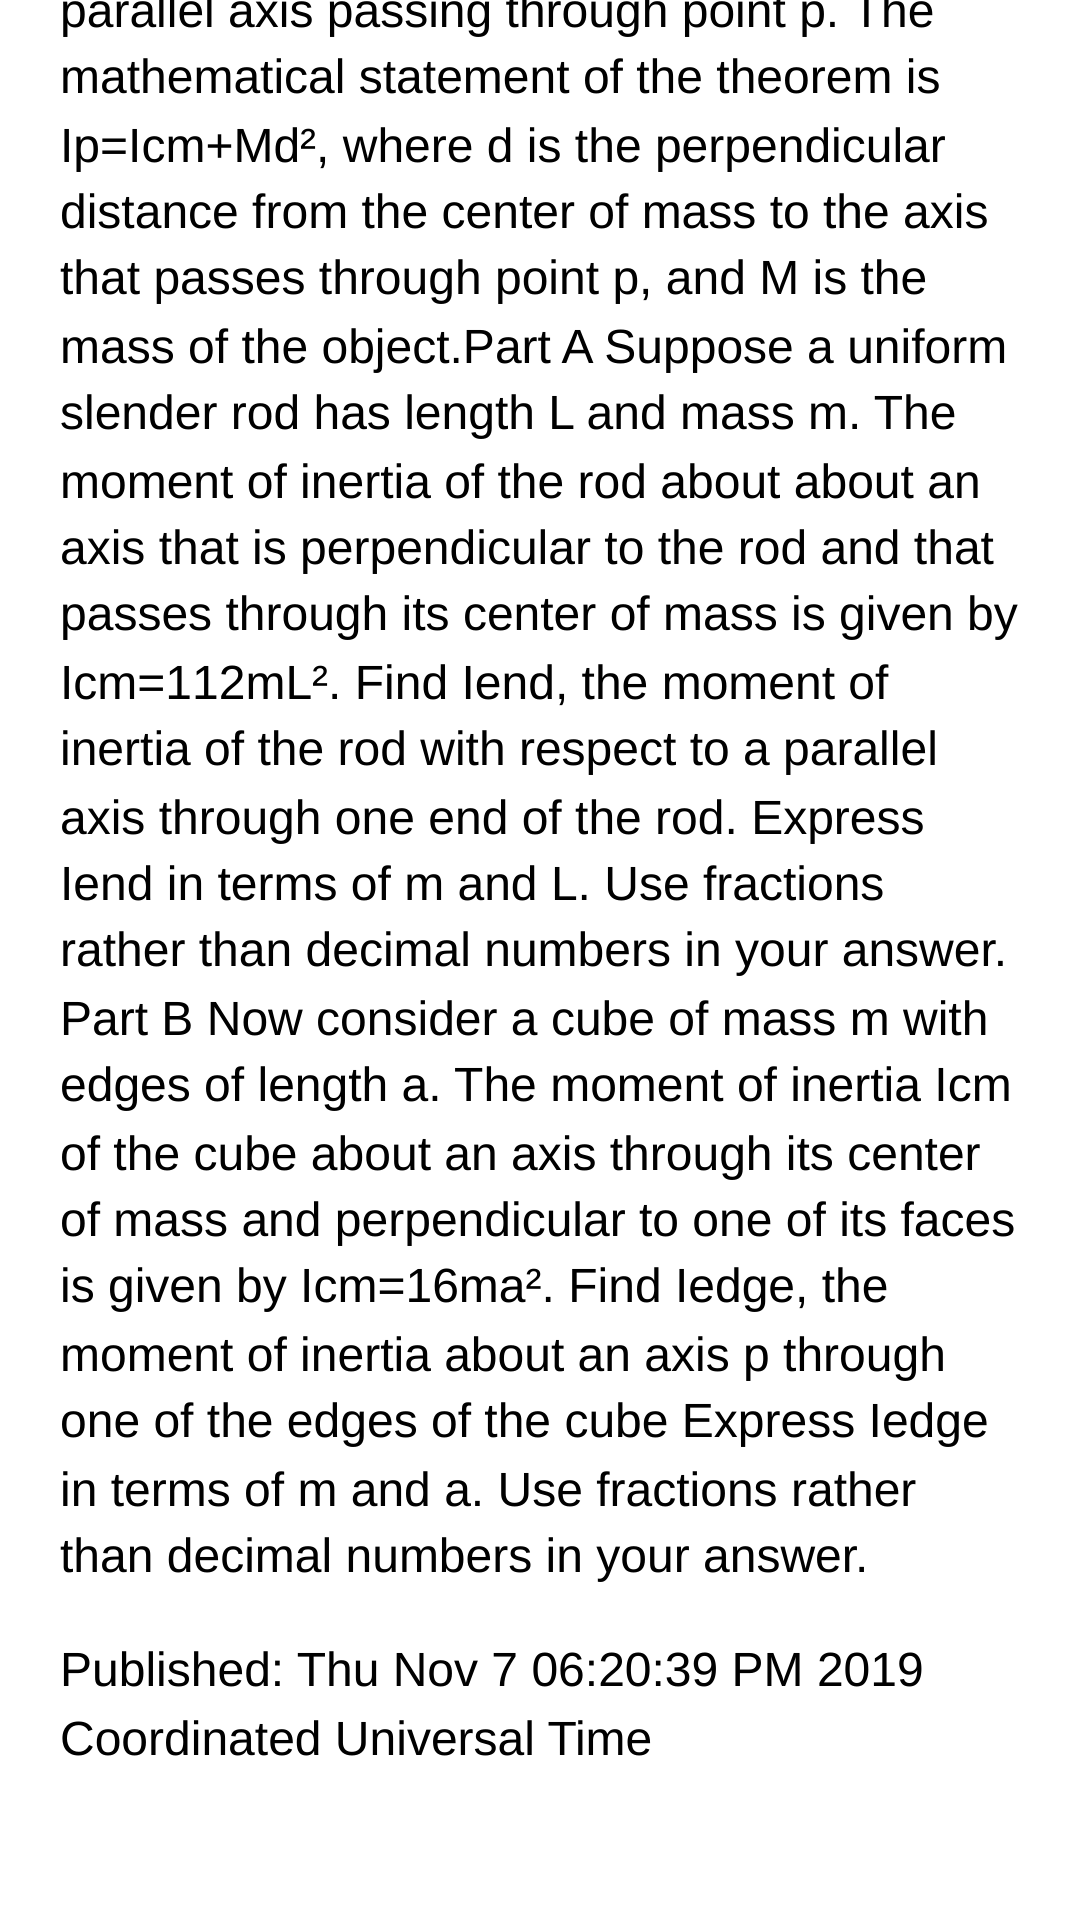 parallel axis passing through point p. The
mathematical statement of the theorem is
Ip=Icm+Md², where d is the perpendicular
distance from the center of mass to the axis
that passes through point p, and M is the
mass of the object.Part A Suppose a uniform
slender rod has length L and mass m. The
moment of inertia of the rod about about an
axis that is perpendicular to the rod and that
passes through its center of mass is given by
Icm=112mL². Find Iend, the moment of
inertia of the rod with respect to a parallel
axis through one end of the rod. Express
Iend in terms of m and L. Use fractions
rather than decimal numbers in your answer.
Part B Now consider a cube of mass m with
edges of length a. The moment of inertia Icm
of the cube about an axis through its center
of mass and perpendicular to one of its faces
is given by Icm=16ma². Find Iedge, the
moment of inertia about an axis p through
one of the edges of the cube Express Iedge
in terms of m and a. Use fractions rather
than decimal numbers in your answer.
Published: Thu Nov 7 06:20:39 PM 2019
Coordinated Universal Time